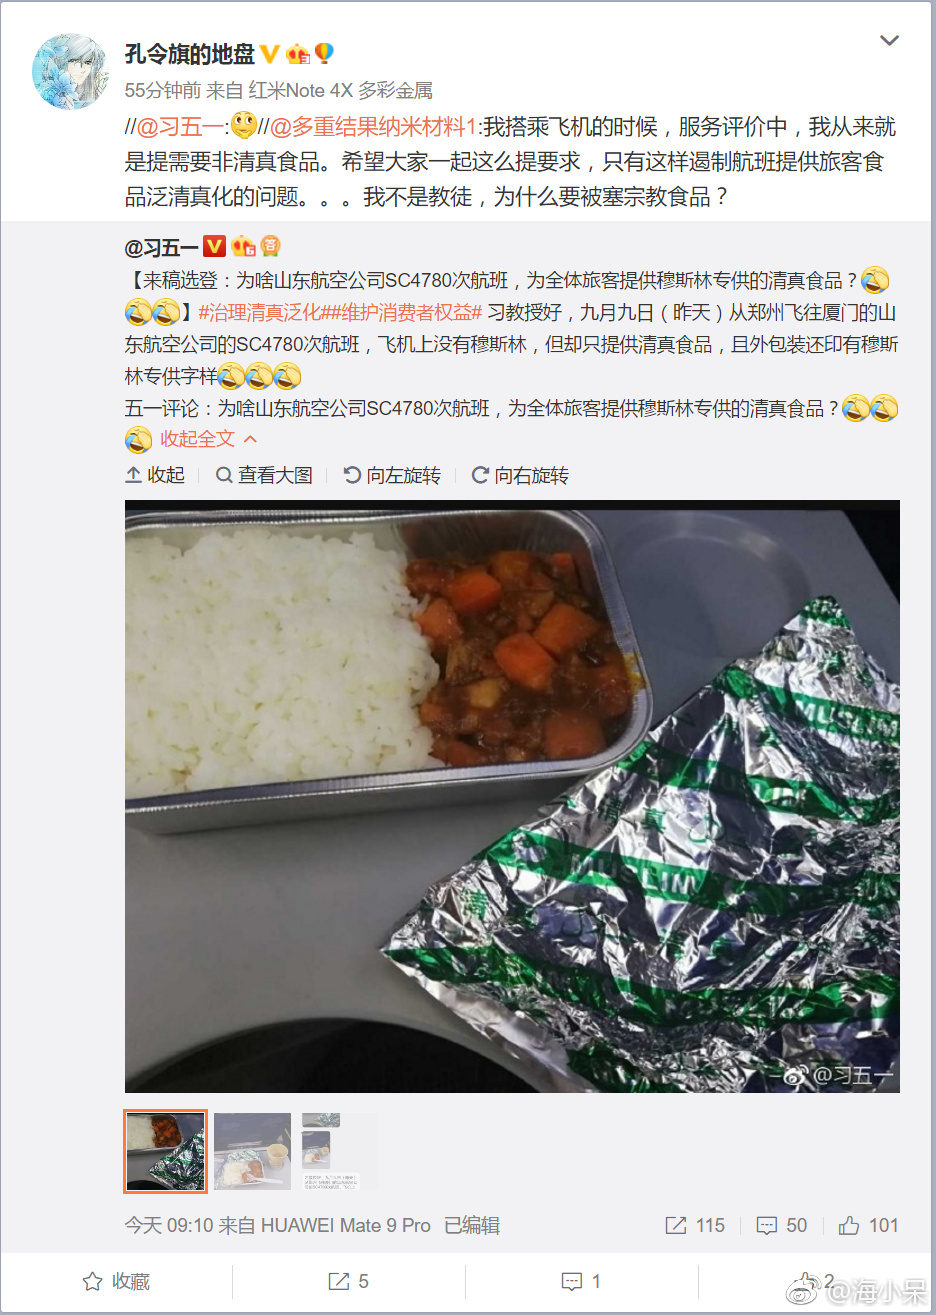 孔令旗的地盘
55分钟前 来自 红米Note 4X 多彩金属
//@习五一://@多重结果纳米材料1:我搭乘飞机的时候，服务评价中，我从来就
是提需要非清真食品。希望大家一起这么提要求，只有这样遏制航班提供旅客食
品泛清真化的问题。。。我不是教徒，为什么要被塞宗教食品？
@习五一
【来稿选登：为啥山东航空公司SC4780次航班，为全体旅客提供穆斯林专供的清真食品？
】#治理清真泛化##维护消费者权益# 习教授好，九月九日（昨天）从郑州飞往厦门的山
东航空公司的SC4780次航班，飞机上没有穆斯林，但却只提供清真食品，且外包装还印有穆斯
林专供字样
五一评论：为啥山东航空公司SC4780次航班，为全体旅客提供穆斯林专供的清真食品？
收起全文
收起 查看大图 向左旋转 向右旋转
MUSLIM
清 真
MUSLIM
清
@习五一
今天 09:10 来自 HUAWEI Mate 9 Pro 已编辑
115 50 101
收藏 5 1 2
@海小呆